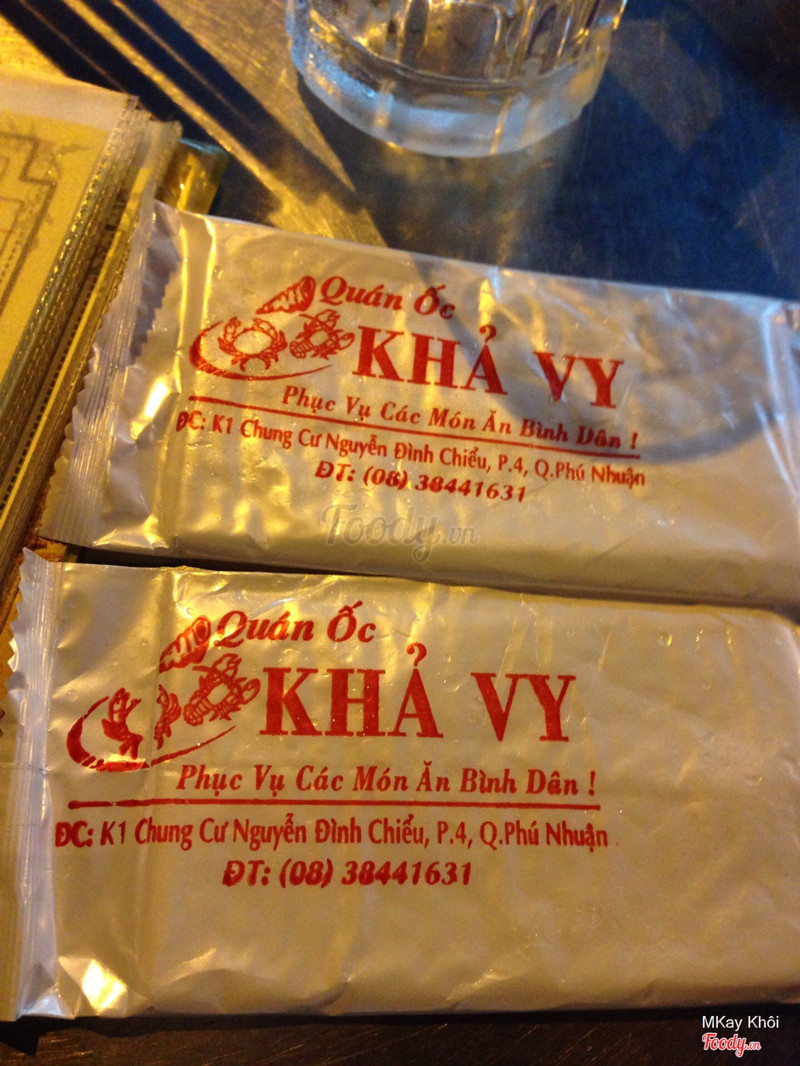 Quán Ốc
KHẢ VY
Phục Vụ Các Món Ăn Bình Dân !
ĐC: K1 Chung Cư Nguyễn Đình Chiểu, P.4, Q.Phú Nhuận
ĐT: (08) 38441631
Foody.vn
Quán Ốc
KHẢ VY
Phục Vụ Các Món Ăn Bình Dân !
ĐC: K1 Chung Cư Nguyễn Đình Chiểu, P.4, Q.Phú Nhuận
ĐT: (08) 38441631
MKay Khôi
Foody.vn